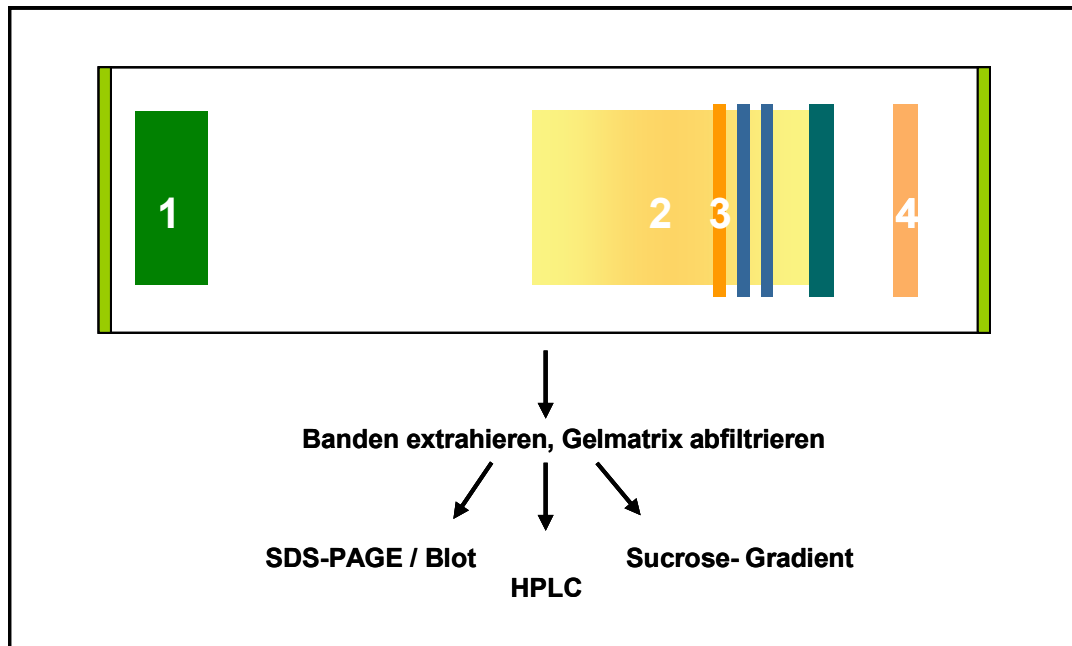 1 2 3 4
Banden extrahieren, Gelmatrix abfiltrieren
SDS-PAGE / Blot
Sucrose- Gradient
HPLC